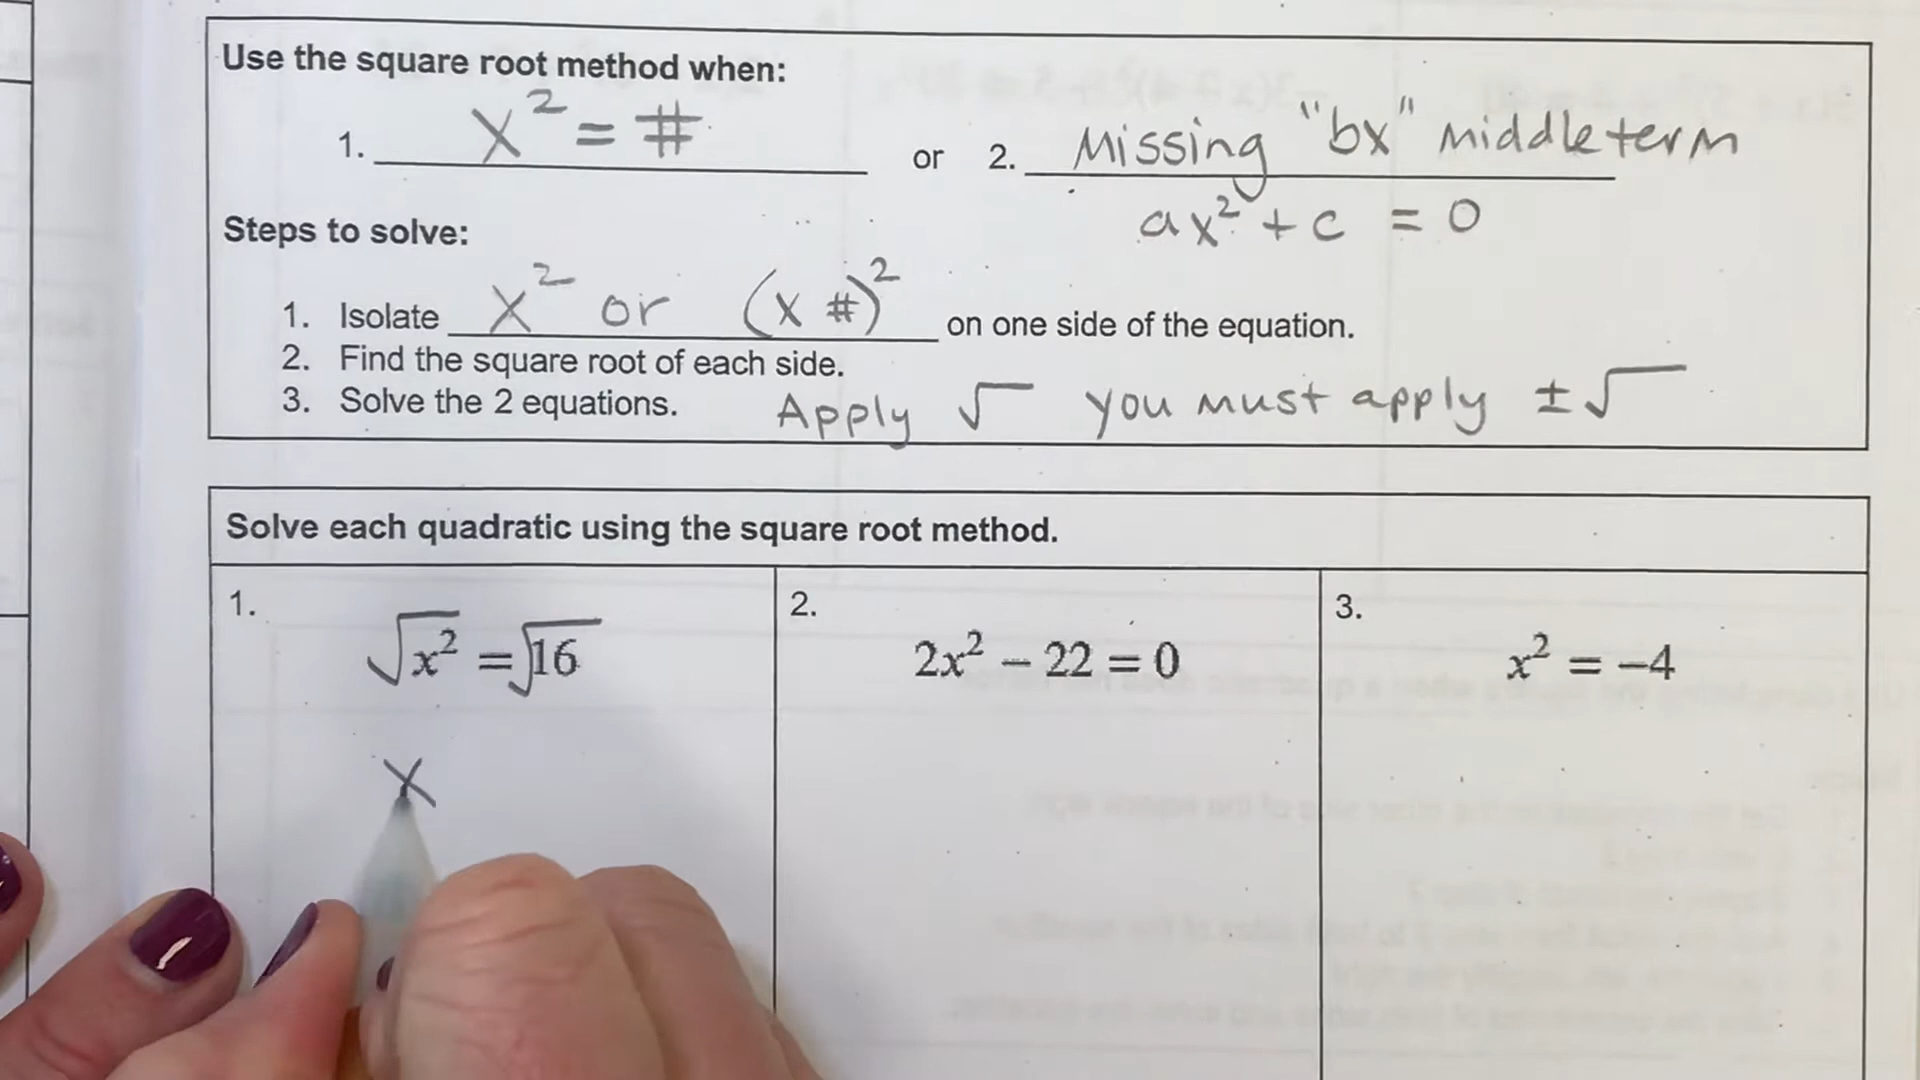 Use the square root method when:
1. x² = # or 2. Missing "bx" middle term
ax² + c = 0
Steps to solve:
1. Isolate x² or (x #)² on one side of the equation.
2. Find the square root of each side.
3. Solve the 2 equations. Apply √ you must apply ±√
Solve each quadratic using the square root method.
1. √x² = √16
x
2. 2x² − 22 = 0
3. x² = −4